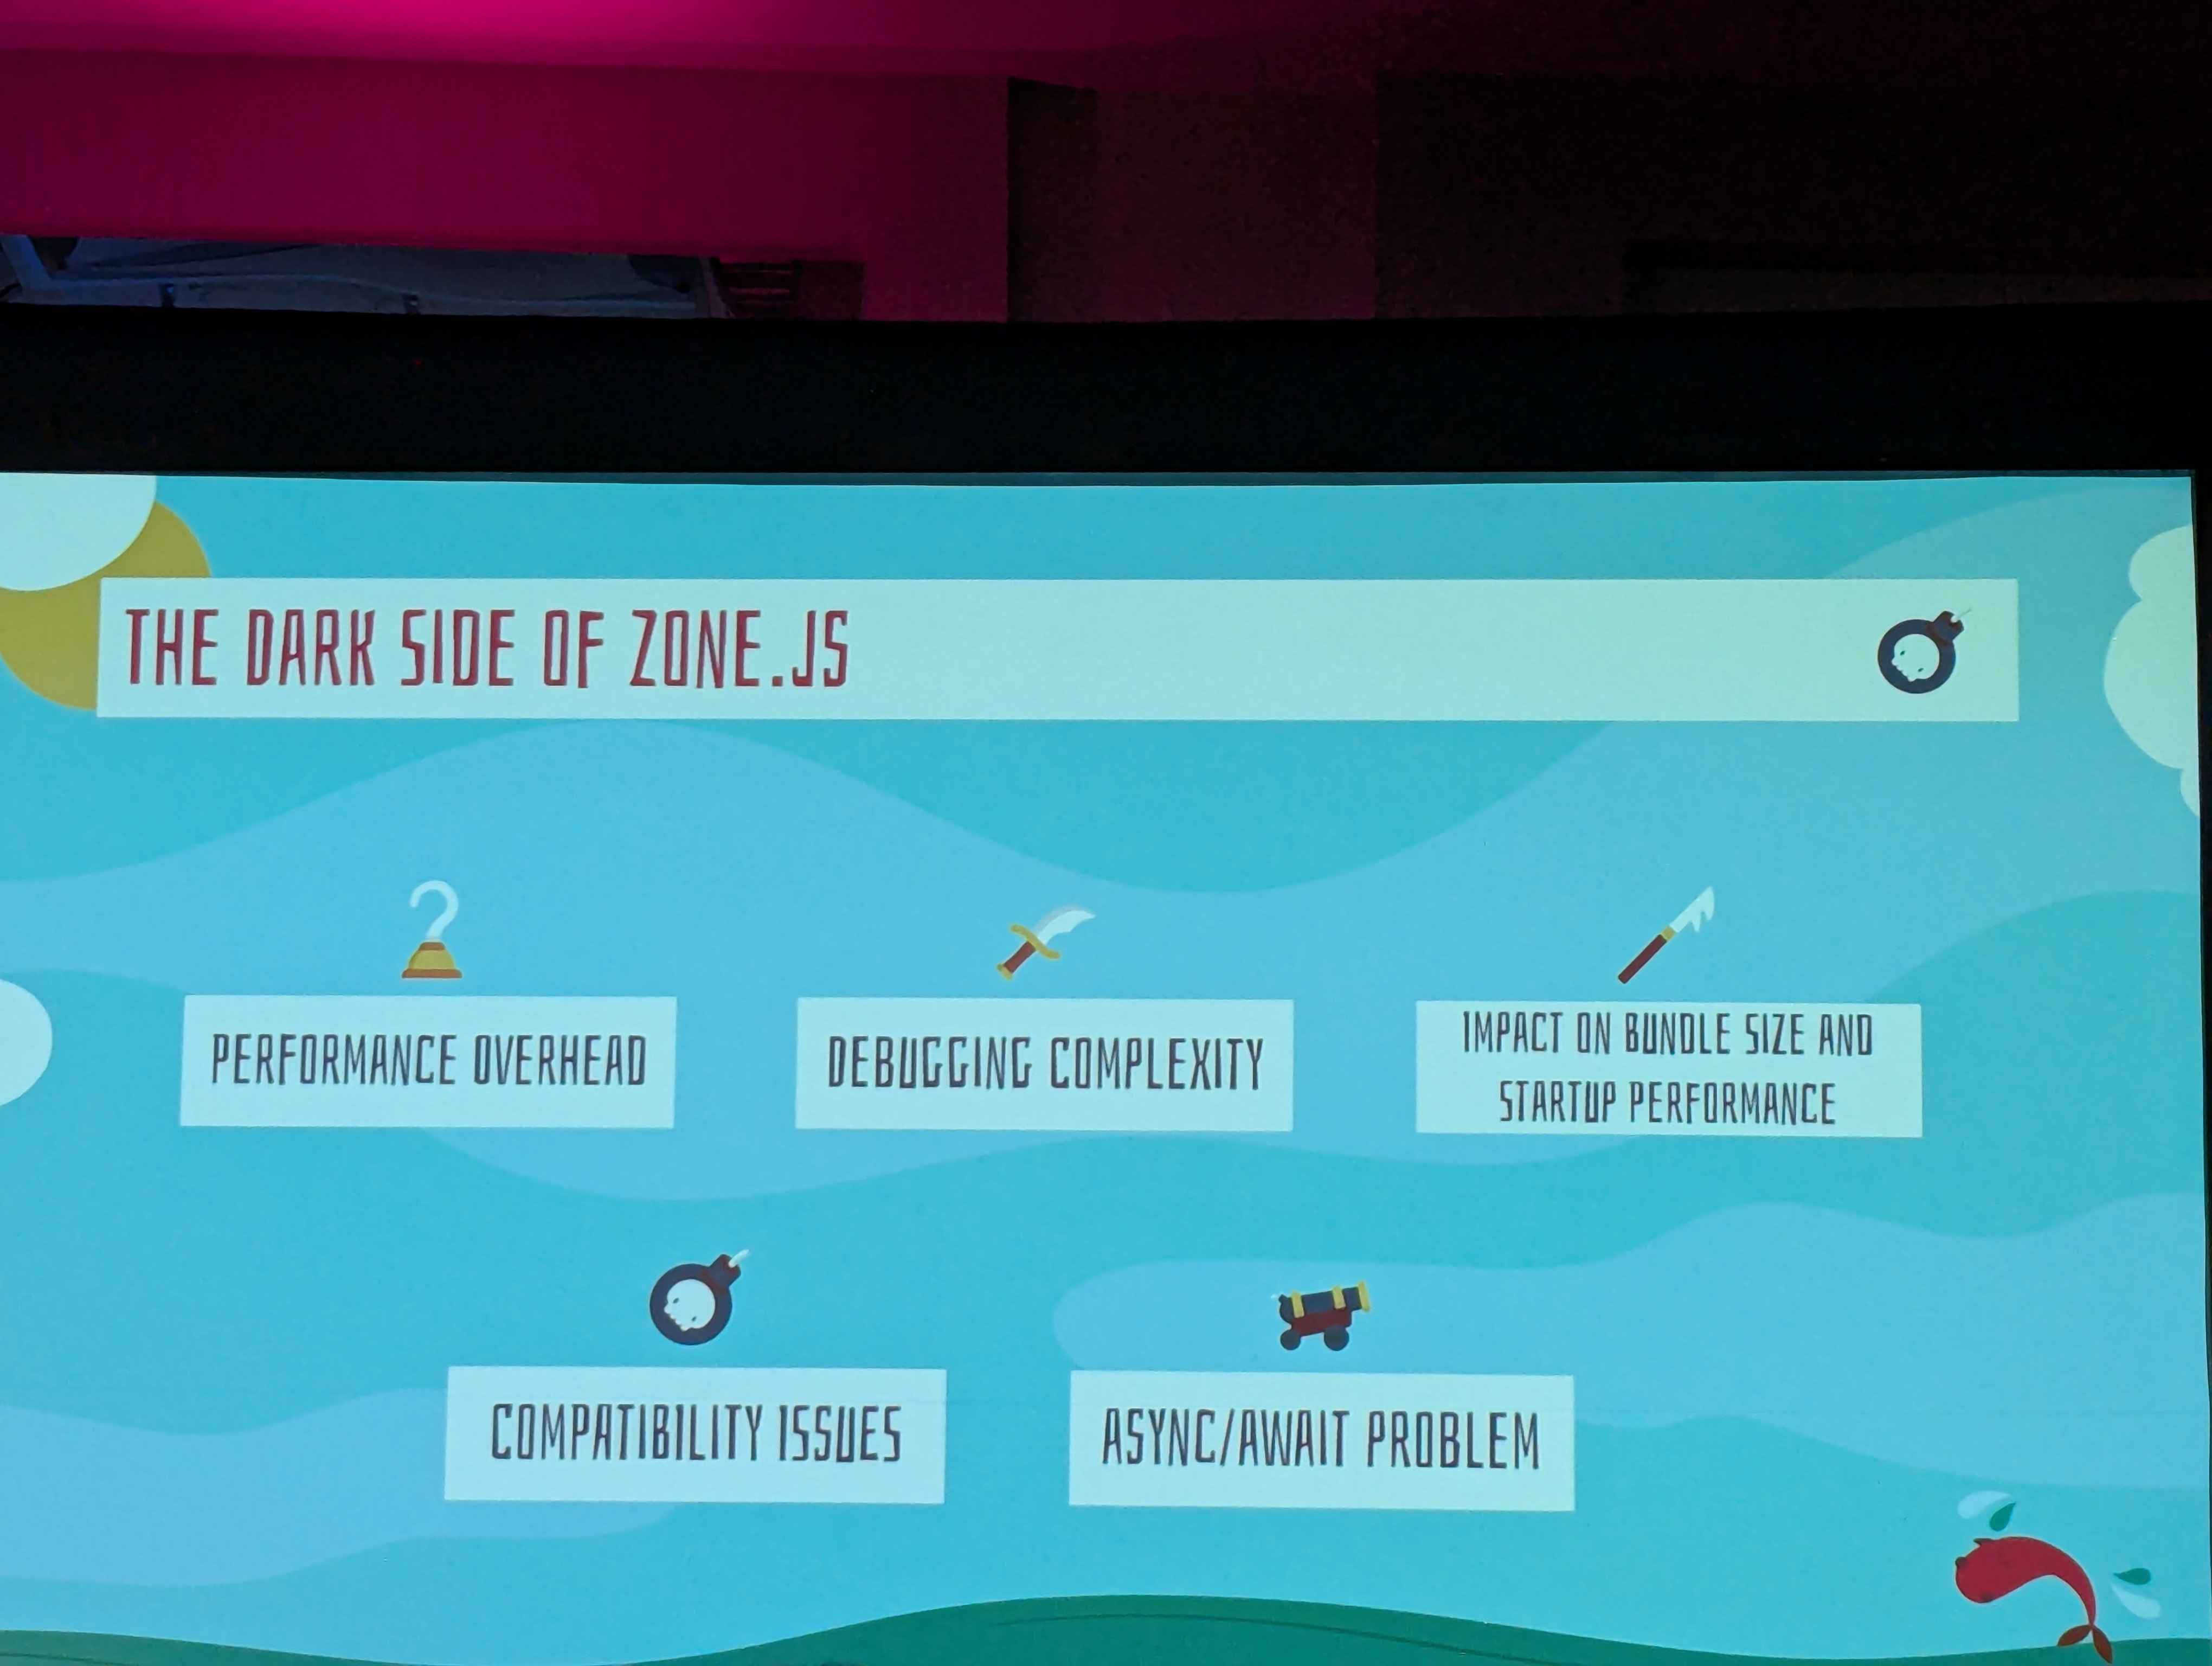 THE DARK SIDE OF ZONE.JS
PERFORMANCE OVERHEAD
DEBUGGING COMPLEXITY
IMPACT ON BUNDLE SIZE AND
STARTUP PERFORMANCE
COMPATIBILITY ISSUES
ASYNC/AWAIT PROBLEM